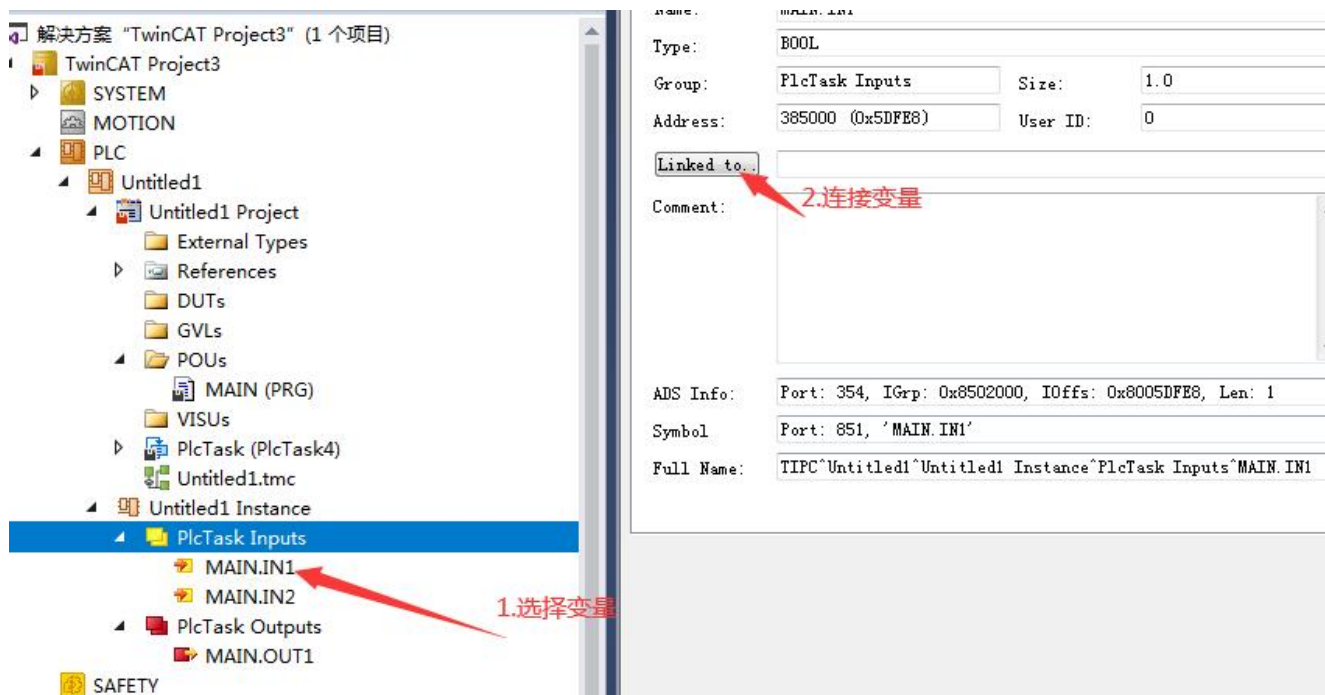 解决方案 “TwinCAT Project3” (1 个项目)
TwinCAT Project3
SYSTEM
MOTION
PLC
Untitled1
Untitled1 Project
External Types
References
DUTs
GVLs
POUs
MAIN (PRG)
VISUs
PlcTask (PlcTask4)
Untitled1.tmc
Untitled1 Instance
PlcTask Inputs
MAIN.IN1
MAIN.IN2
PlcTask Outputs
MAIN.OUT1
SAFETY
1.选择变量
Name: MAIN.IN1
Type: BOOL
Group: PlcTask Inputs Size: 1.0
Address: 385000 (0x5DFE8) User ID: 0
Linked to..
2.连接变量
Comment:
ADS Info: Port: 354, IGrp: 0x8502000, IOffs: 0x8005DFE8, Len: 1
Symbol Port: 851, 'MAIN.IN1'
Full Name: TIPC^Untitled1^Untitled1 Instance^PlcTask Inputs^MAIN.IN1